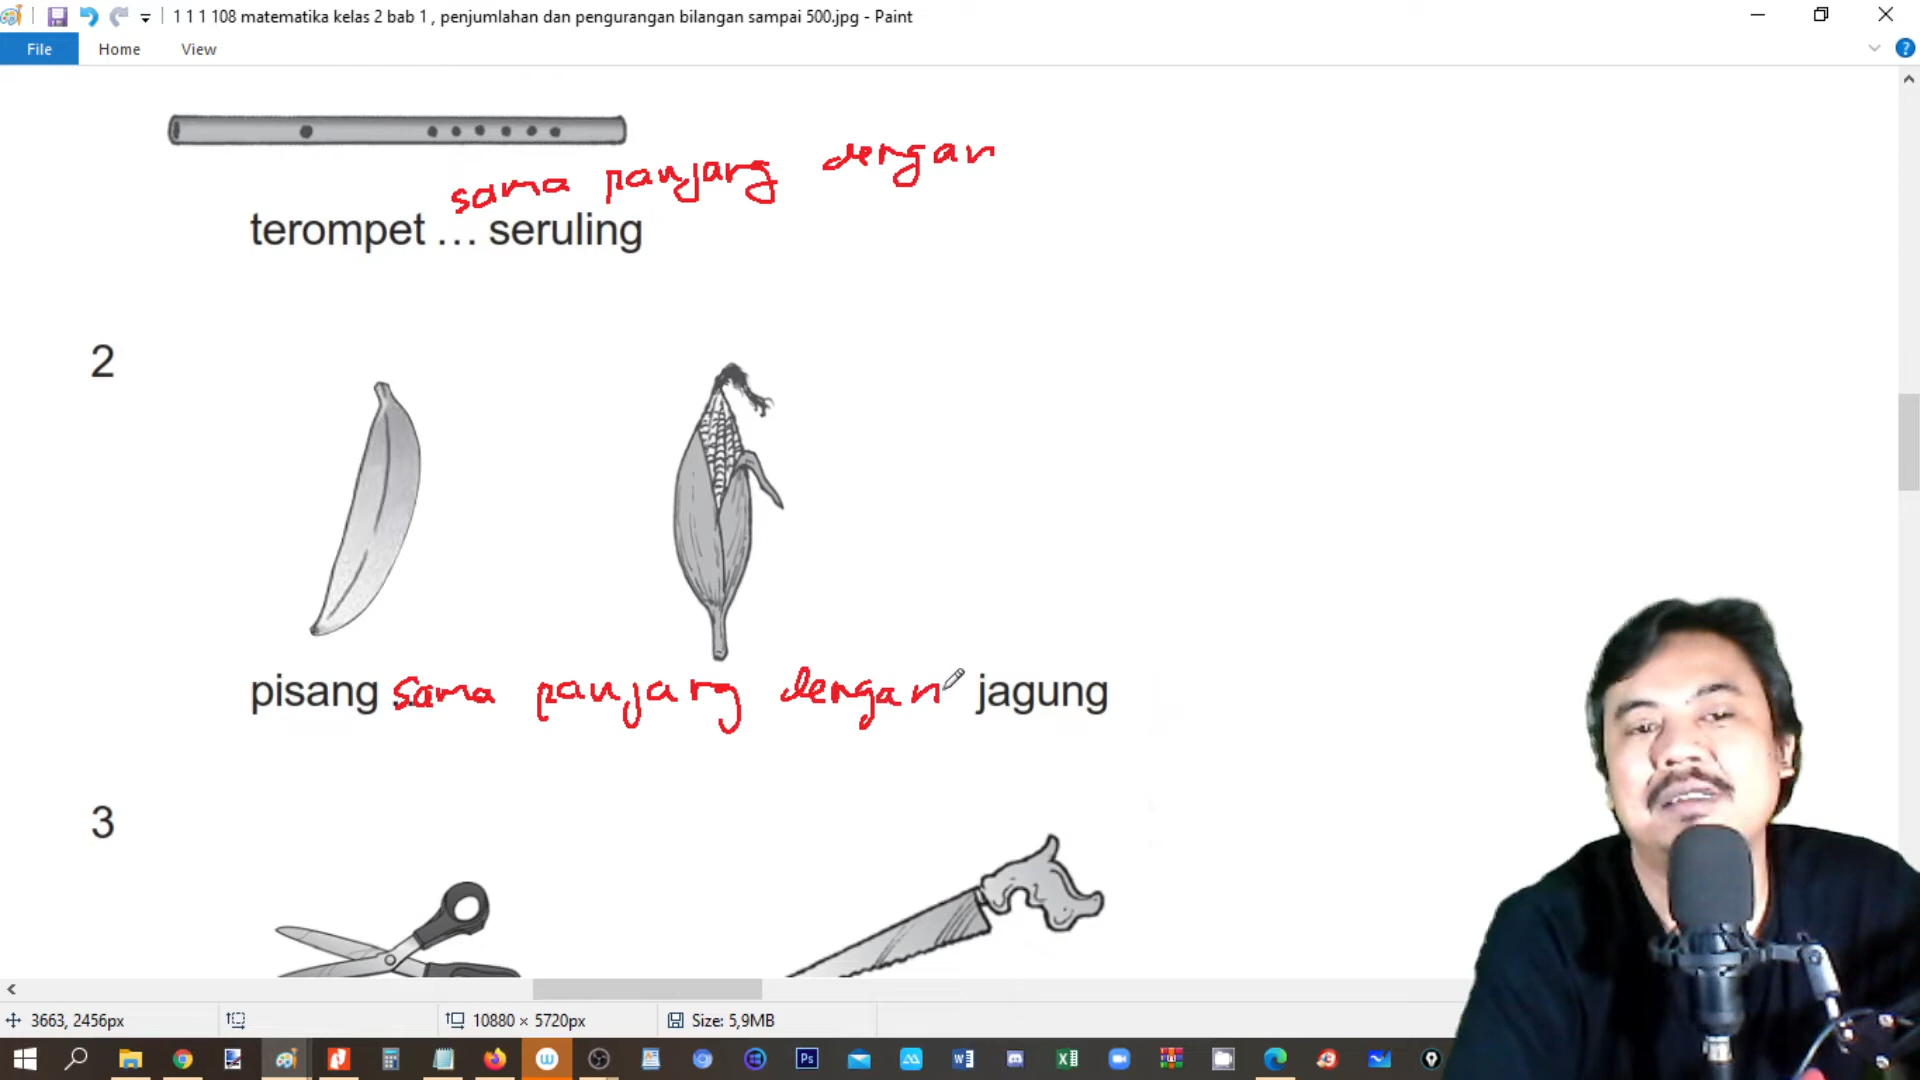 1 1 1 108 matematika kelas 2 bab 1 , penjumlahan dan pengurangan bilangan sampai 500.jpg - Paint
File Home View
sama panjang dengan
terompet ... seruling
2
pisang sama panjang dengan jagung
3
3663, 2456px 10880 × 5720px Size: 5,9MB